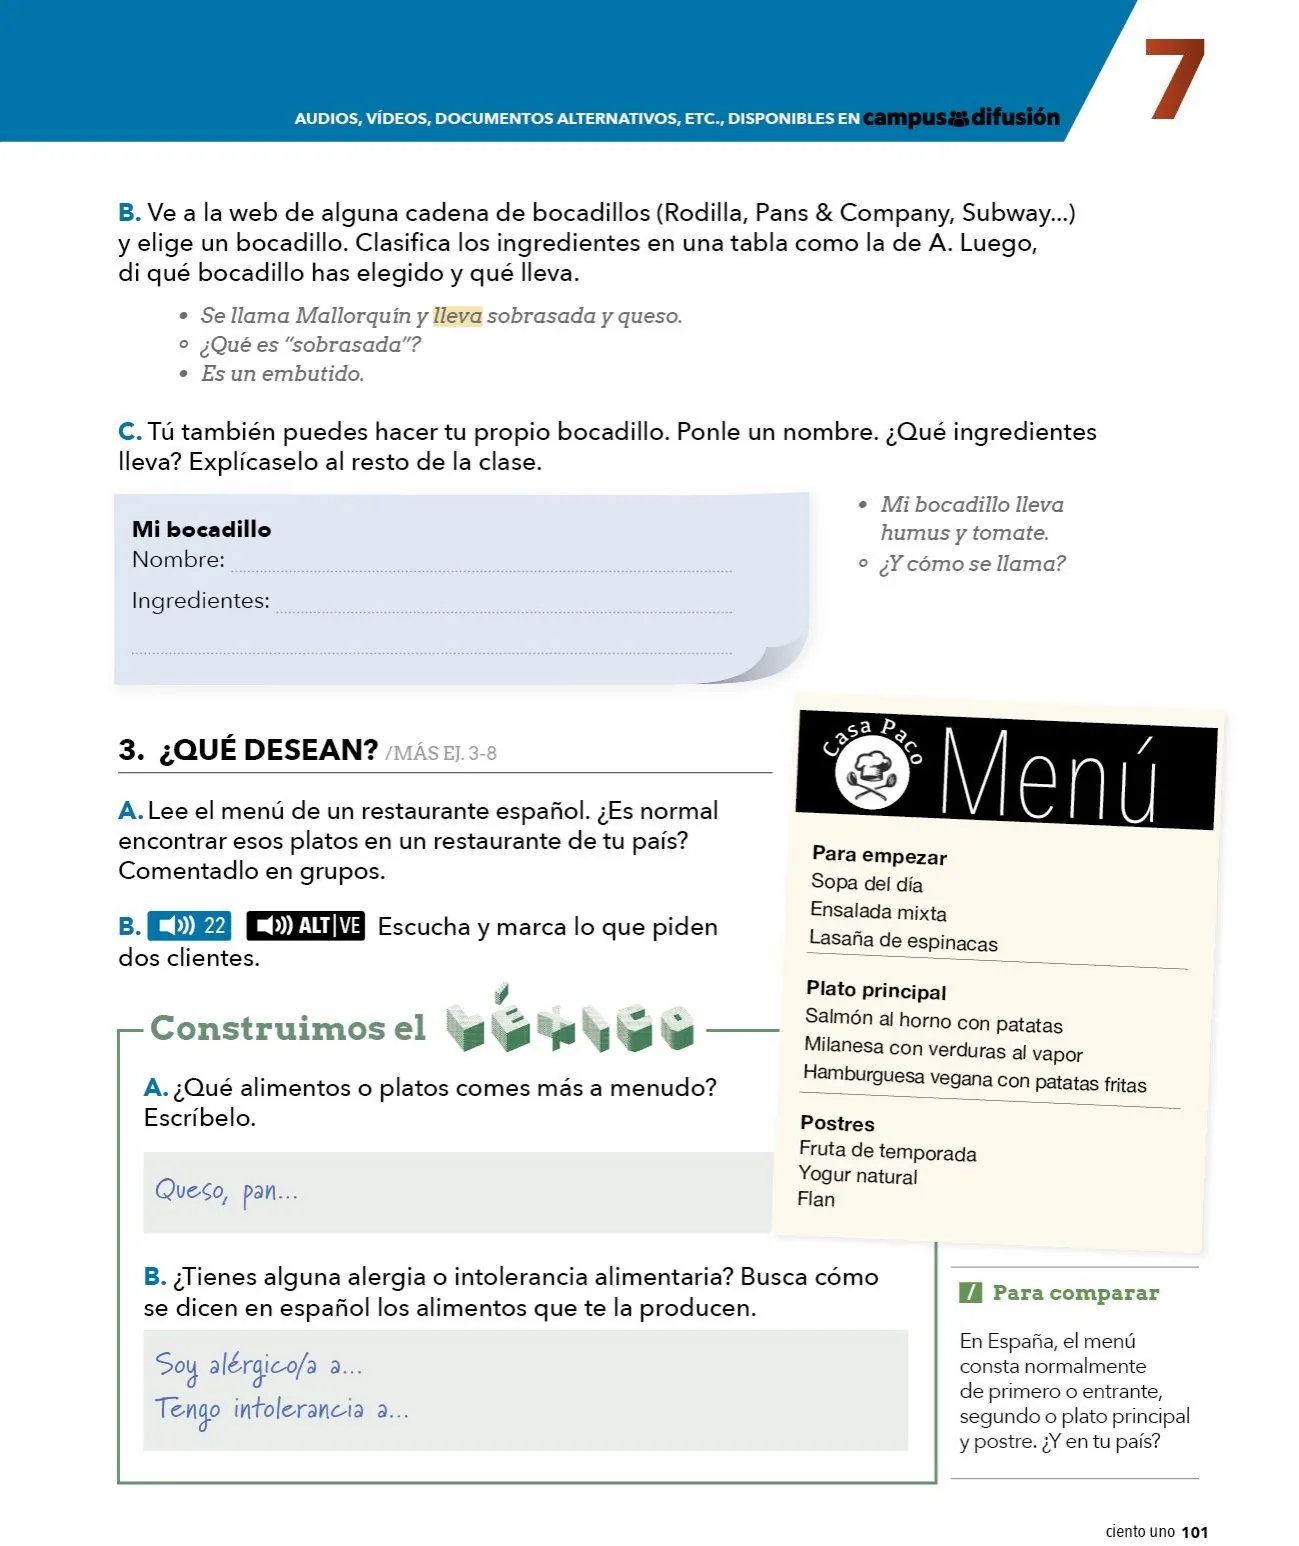 7
AUDIOS, VÍDEOS, DOCUMENTOS ALTERNATIVOS, ETC., DISPONIBLES EN campus difusión
B. Ve a la web de alguna cadena de bocadillos (Rodilla, Pans & Company, Subway...)
y elige un bocadillo. Clasifica los ingredientes en una tabla como la de A. Luego,
di qué bocadillo has elegido y qué lleva.
• Se llama Mallorquín y lleva sobrasada y queso.
○ ¿Qué es “sobrasada”?
• Es un embutido.
C. Tú también puedes hacer tu propio bocadillo. Ponle un nombre. ¿Qué ingredientes
lleva? Explícaselo al resto de la clase.
Mi bocadillo
Nombre:
Ingredientes:
• Mi bocadillo lleva
humus y tomate.
○ ¿Y cómo se llama?
3. ¿QUÉ DESEAN? /MÁS EJ. 3-8
A. Lee el menú de un restaurante español. ¿Es normal
encontrar esos platos en un restaurante de tu país?
Comentadlo en grupos.
B. 22 ALT|VE Escucha y marca lo que piden
dos clientes.
Casa Paco
Menú
Para empezar
Sopa del día
Ensalada mixta
Lasaña de espinacas
Plato principal
Salmón al horno con patatas
Milanesa con verduras al vapor
Hamburguesa vegana con patatas fritas
Postres
Fruta de temporada
Yogur natural
Flan
Construimos el LÉXICO
A. ¿Qué alimentos o platos comes más a menudo?
Escríbelo.
Queso, pan...
B. ¿Tienes alguna alergia o intolerancia alimentaria? Busca cómo
se dicen en español los alimentos que te la producen.
Soy alérgico/a a...
Tengo intolerancia a...
/ Para comparar
En España, el menú
consta normalmente
de primero o entrante,
segundo o plato principal
y postre. ¿Y en tu país?
ciento uno 101